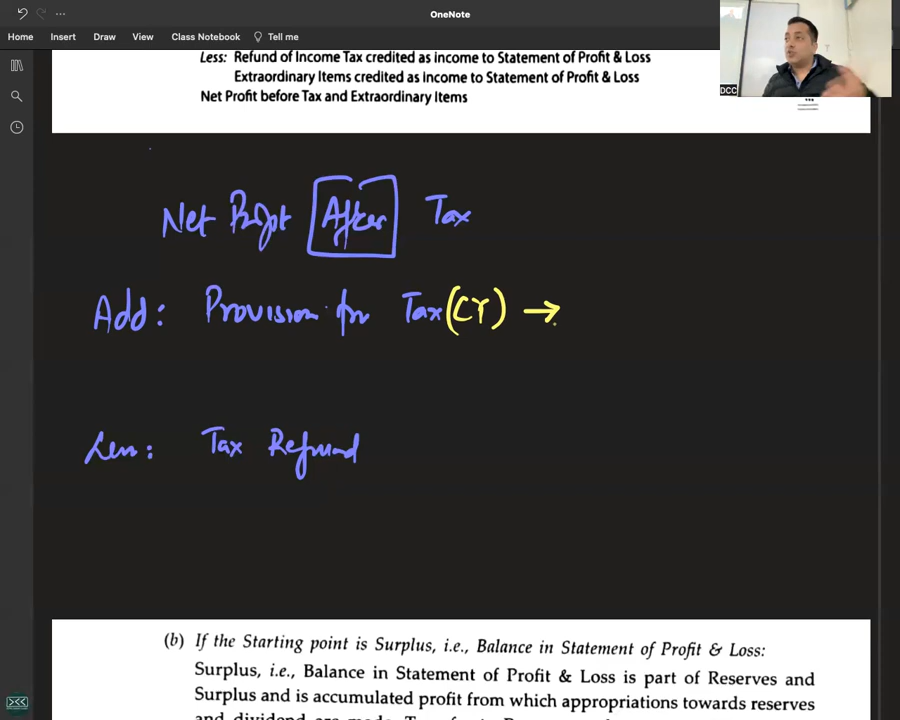 OneNote
Home Insert Draw View Class Notebook Tell me
DCC
Less: Refund of Income Tax credited as income to Statement of Profit & Loss
Extraordinary Items credited as income to Statement of Profit & Loss
Net Profit before Tax and Extraordinary Items
Net Profit After Tax
Add: Provision for Tax (CY) →
Less: Tax Refund
(b) If the Starting point is Surplus, i.e., Balance in Statement of Profit & Loss:
Surplus, i.e., Balance in Statement of Profit & Loss is part of Reserves and
Surplus and is accumulated profit from which appropriations towards reserves